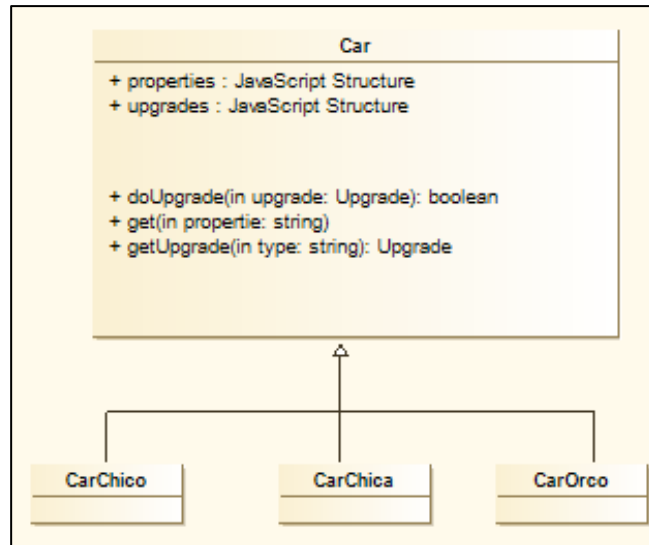 Car
+ properties : JavaScript Structure
+ upgrades : JavaScript Structure
+ doUpgrade(in upgrade: Upgrade): boolean
+ get(in propertie: string)
+ getUpgrade(in type: string): Upgrade
CarChico
CarChica
CarOrco